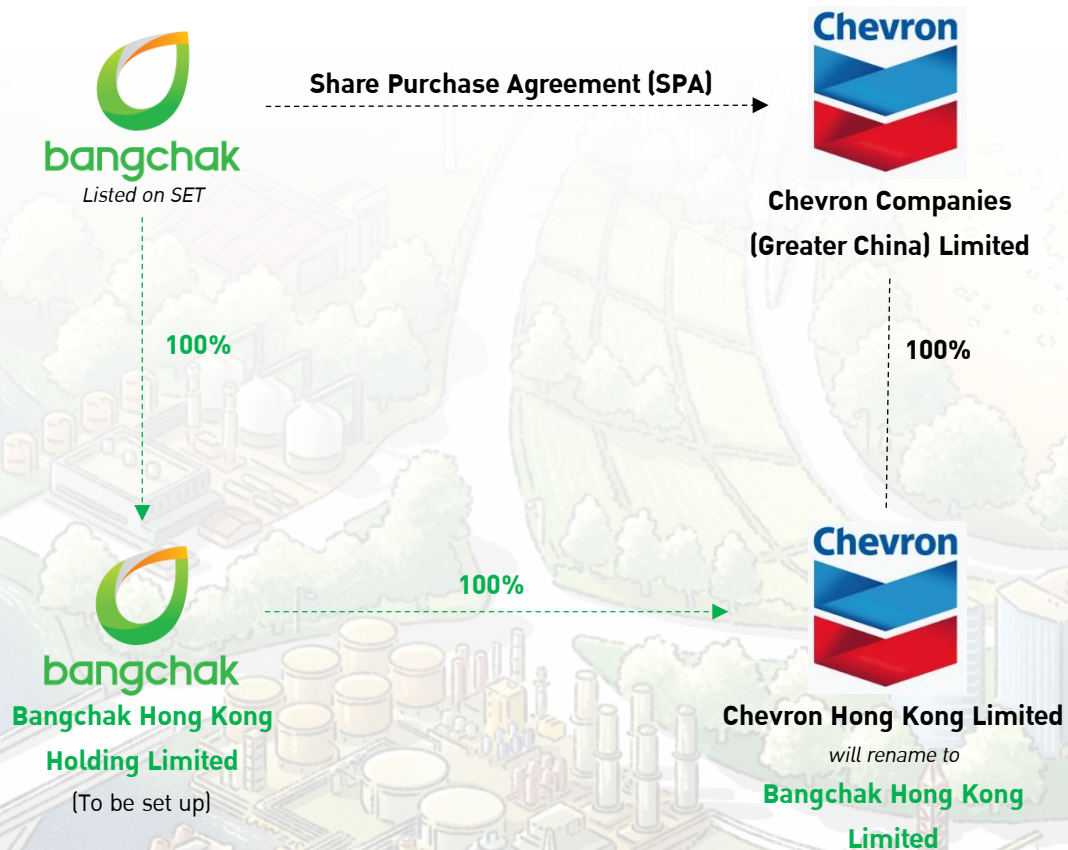 bangchak
Listed on SET
Share Purchase Agreement (SPA)
Chevron
Chevron Companies
(Greater China) Limited
100%
100%
bangchak
Bangchak Hong Kong
Holding Limited
(To be set up)
100%
Chevron
Chevron Hong Kong Limited
will rename to
Bangchak Hong Kong
Limited